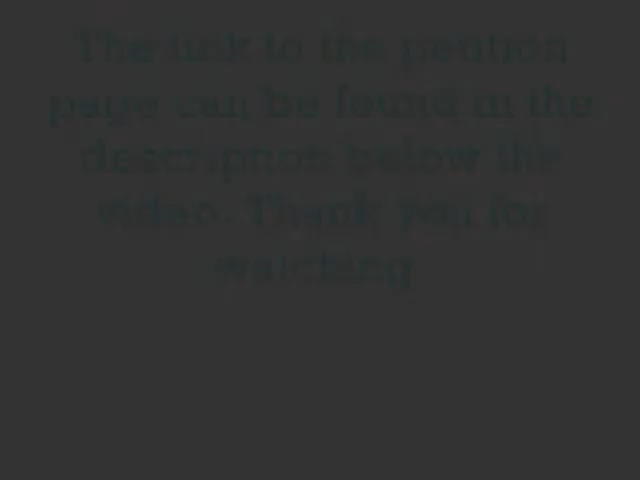 The link to the petition
page can be found in the
description below the
video. Thank you for
watching